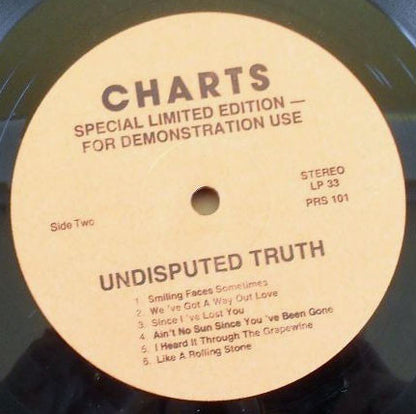 CHARTS
SPECIAL LIMITED EDITION —
FOR DEMONSTRATION USE
STEREO
LP 33
PRS 101
Side Two
UNDISPUTED TRUTH
1. Smiling Faces Sometimes
2. We 've Got A Way Out Love
3. Since I 've Lost You
4. Ain't No Sun Since You 've Been Gone
5. I Heard It Through The Grapewine
6. Like A Rolling Stone